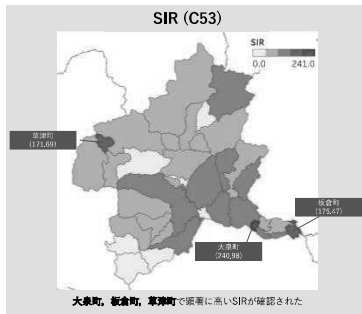 SIR (C53)
SIR
0.0 241.0
草津町
(171.69)
板倉町
(175.47)
大泉町
(240.98)
大泉町，板倉町，草津町で顕著に高いSIRが確認された